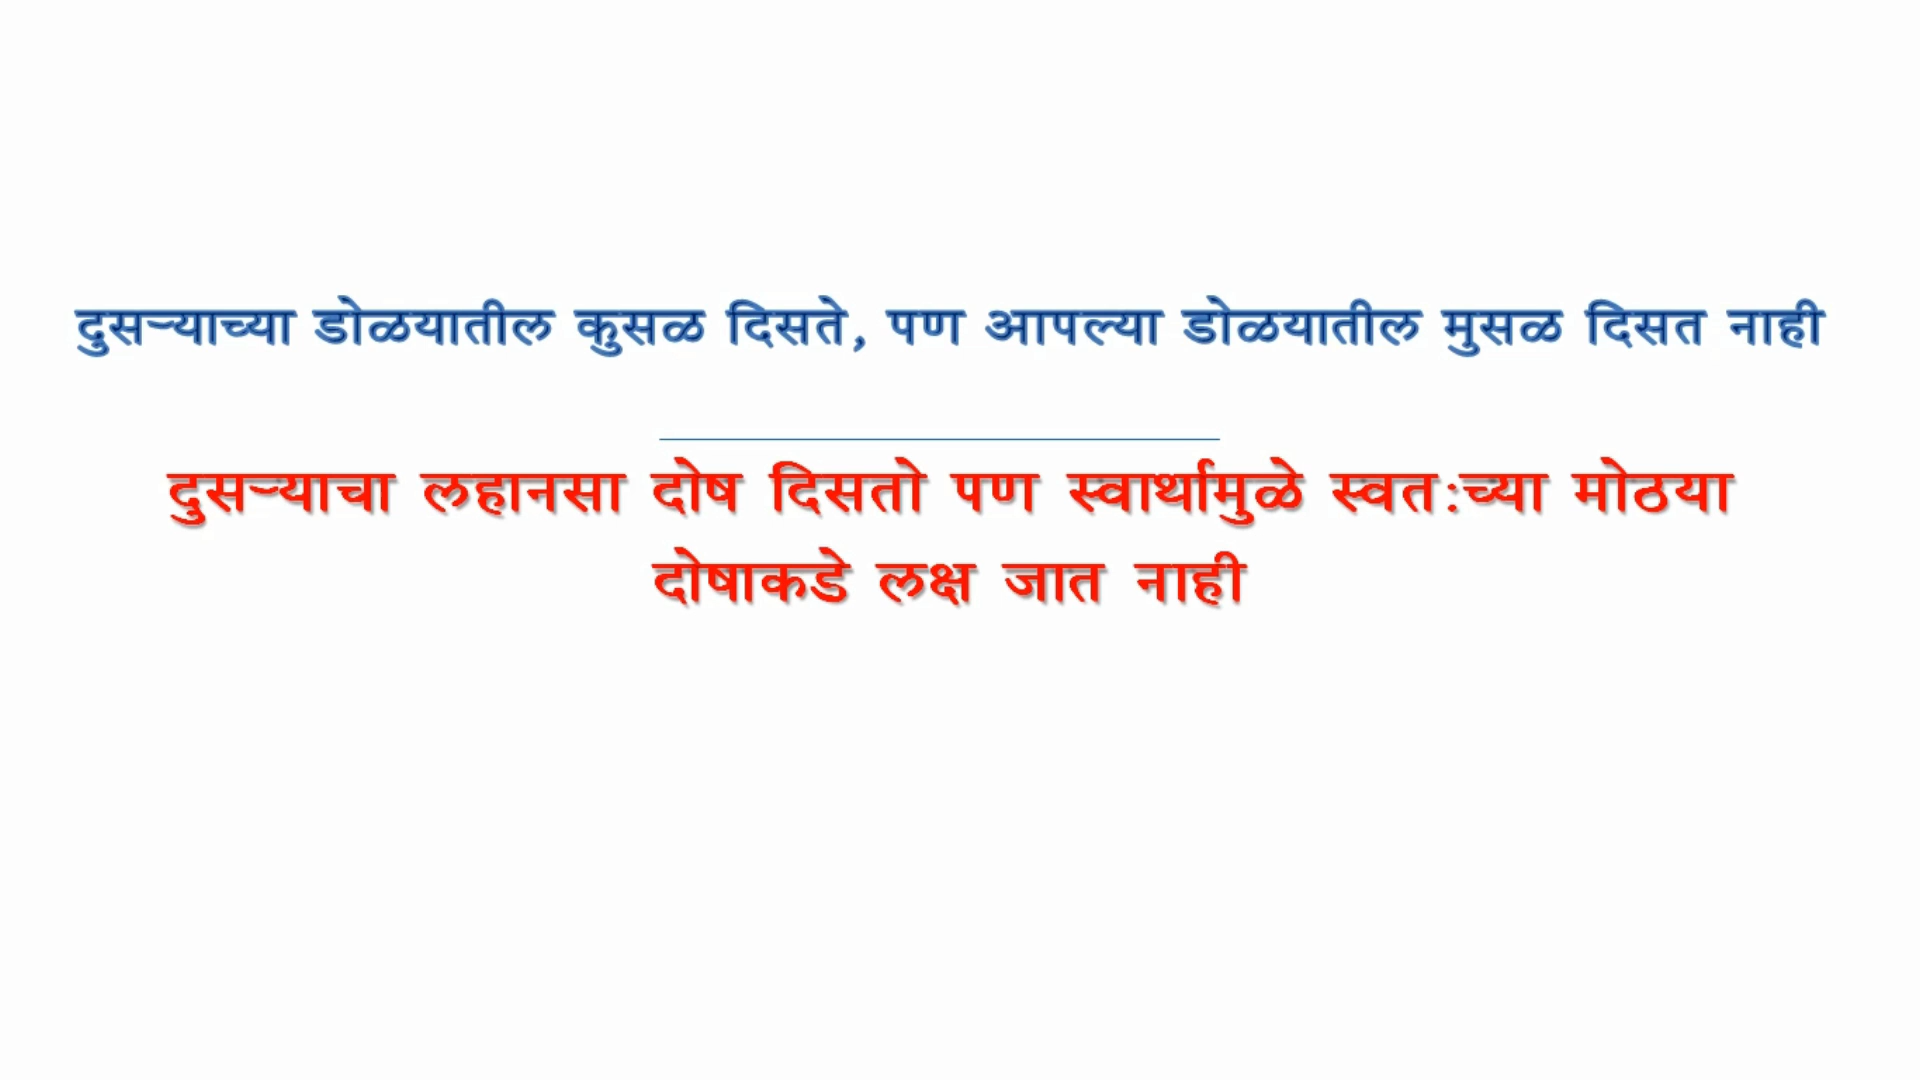 दुसऱ्याच्या डोळयातील कुसळ दिसते, पण आपल्या डोळयातील मुसळ दिसत नाही
दुसऱ्याचा लहानसा दोष दिसतो पण स्वार्थामुळे स्वतःच्या मोठया
दोषाकडे लक्ष जात नाही